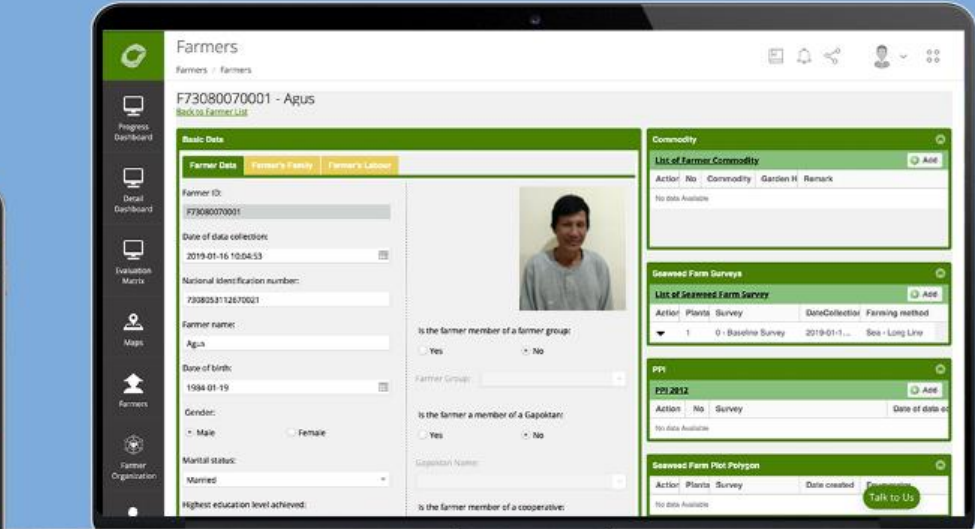 Farmers
Farmers / Farmers
F73080070001 - Agus
Back to Farmer List
Progress
Dashboard
Detail
Dashboard
Evaluation
Matrix
Maps
Farmers
Farmer
Organization
Basic Data
Farmer Data Farmer's Family Farmer's Labour
Farmer ID:
F73080070001
Date of data collection:
2019-01-16 10:04:53
National Identification number:
7308053112670021
Farmer name:
Agus
Date of birth:
1984-01-19
Gender:
Male Female
Marital status:
Married
Highest education level achieved:
Is the farmer member of a farmer group:
Yes No
Farmer Group:
Is the farmer a member of a Gapoktan:
Yes No
Gapoktan Name:
Is the farmer member of a cooperative:
Commodity
List of Farmer Commodity Add
Action No Commodity Garden H Remark
No data Available
Seaweed Farm Surveys
List of Seaweed Farm Survey Add
Action Planta Survey DateCollection Farming method
1 0 - Baseline Survey 2019-01-1... Sea - Long Line
PPI
PPI 2012 Add
Action No Survey Date of data co
No data Available
Seaweed Farm Plot Polygon
Action Planta Survey Date created
No data Available
Talk to Us